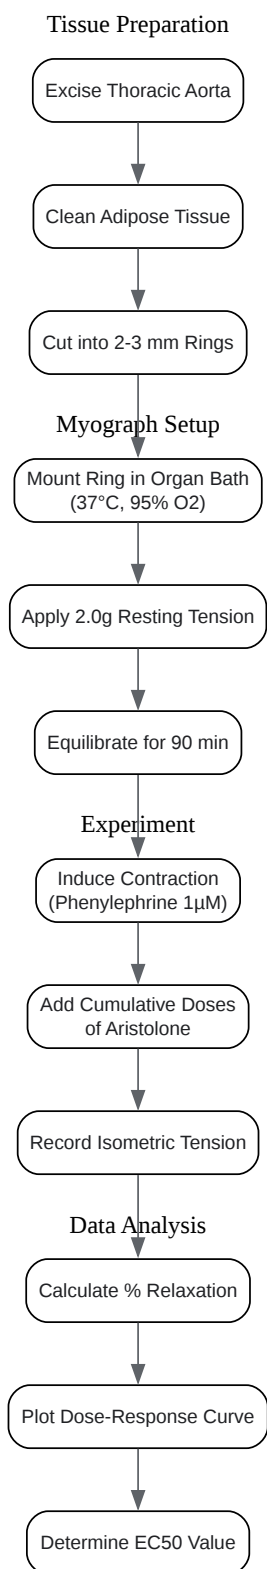 Tissue Preparation
Excise Thoracic Aorta
Clean Adipose Tissue
Cut into 2-3 mm Rings
Myograph Setup
Mount Ring in Organ Bath
(37°C, 95% O2)
Apply 2.0g Resting Tension
Equilibrate for 90 min
Experiment
Induce Contraction
(Phenylephrine 1µM)
Add Cumulative Doses
of Aristolone
Record Isometric Tension
Data Analysis
Calculate % Relaxation
Plot Dose-Response Curve
Determine EC50 Value